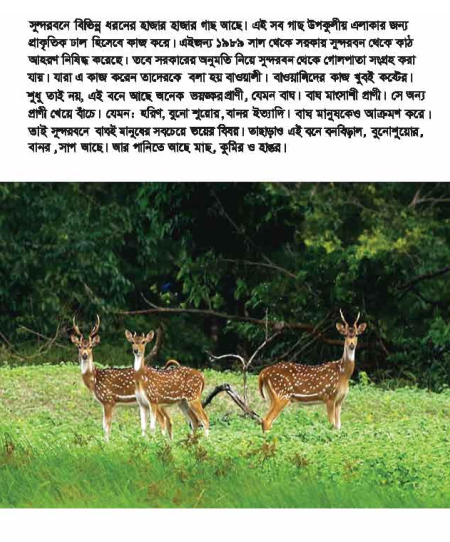 সুন্দরবনে বিভিন্ন ধরনের হাজার হাজার গাছ আছে। এই সব গাছ উপকূলীয় এলাকার জন্য
প্রাকৃতিক ঢাল হিসেবে কাজ করে। এইজন্য ১৯৮৯ সাল থেকে সরকার সুন্দরবন থেকে কাঠ
আহরণ নিষিদ্ধ করেছে। তবে সরকারের অনুমতি নিয়ে সুন্দরবন থেকে গোলপাতা সংগ্রহ করা
যায়। যারা এ কাজ করেন তাদেরকে বলা হয় বাওয়ালী। বাওয়ালিদের কাজ খুবই কষ্টের।
শুধু তাই নয়, এই বনে আছে অনেক ভয়ঙ্কর প্রাণী, যেমন বাঘ। বাঘ মাংসাশী প্রাণী। সে অন্য
প্রাণী খেয়ে বাঁচে। যেমন: হরিণ, বুনো শুয়োর, বানর ইত্যাদি। বাঘ মানুষকেও আক্রমণ করে।
তাই সুন্দরবনে বাঘই মানুষের সবচেয়ে ভয়ের বিষয়। তাছাড়াও এই বনে বনবিড়াল, বুনোশুয়োর,
বানর, সাপ আছে। আর পানিতে আছে মাছ, কুমির ও হাঙর।